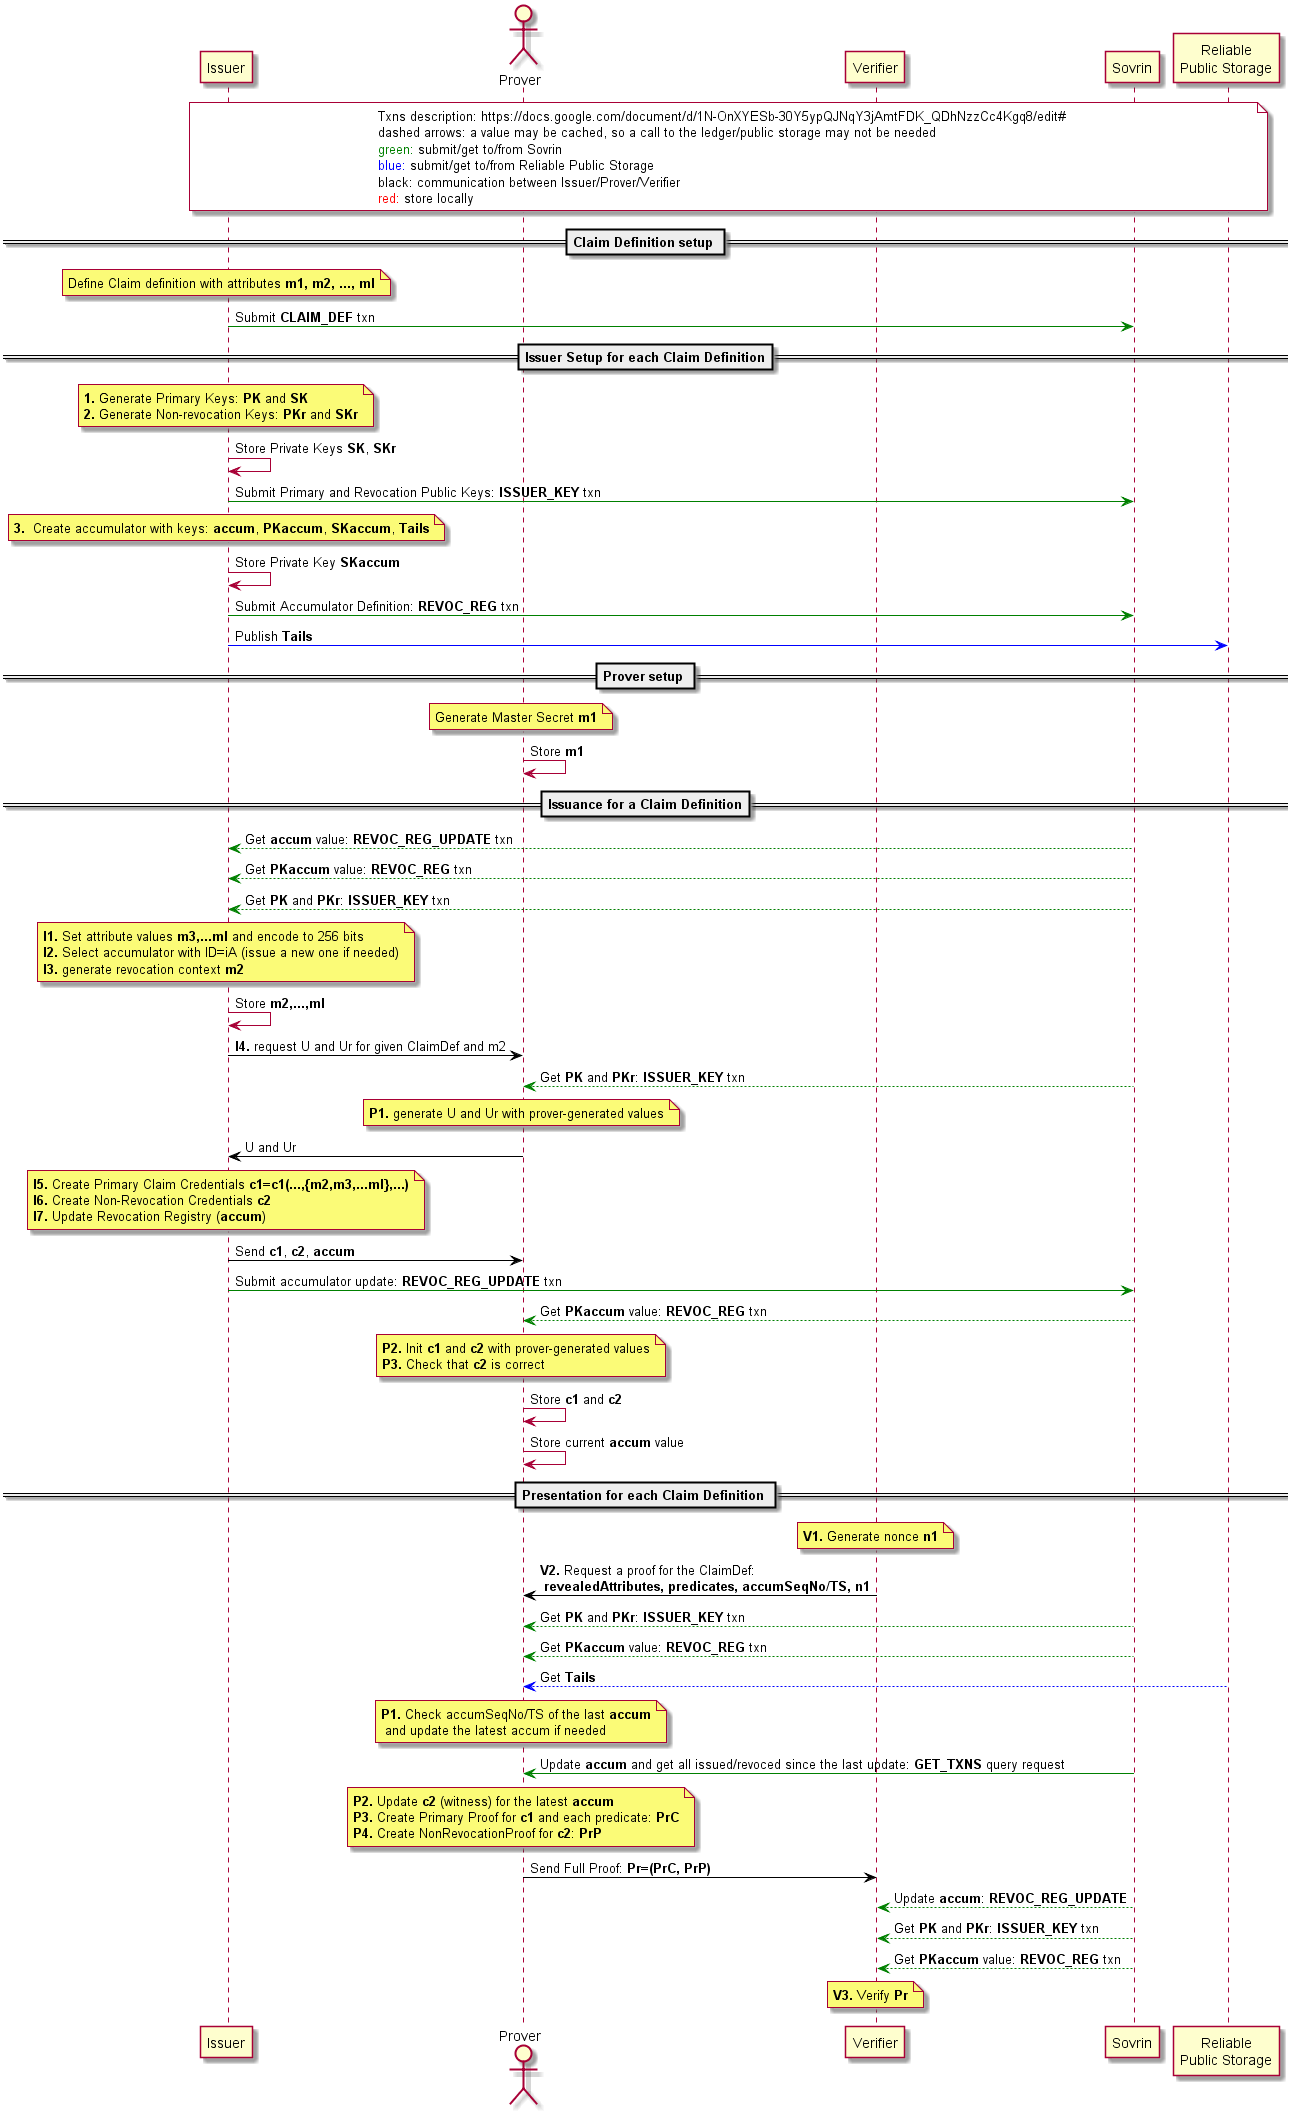 Prover
Issuer
Verifier
Sovrin
Reliable
Public Storage
Txns description: https://docs.google.com/document/d/1N-OnXYESb-30Y5ypQJNqY3jAmtFDK_QDhNzzCc4Kgq8/edit#
dashed arrows: a value may be cached, so a call to the ledger/public storage may not be needed
green: submit/get to/from Sovrin
blue: submit/get to/from Reliable Public Storage
black: communication between Issuer/Prover/Verifier
red: store locally
Claim Definition setup
Define Claim definition with attributes m1, m2, ..., ml
Submit CLAIM_DEF txn
Issuer Setup for each Claim Definition
1. Generate Primary Keys: PK and SK
2. Generate Non-revocation Keys: PKr and SKr
Store Private Keys SK, SKr
Submit Primary and Revocation Public Keys: ISSUER_KEY txn
3. Create accumulator with keys: accum, PKaccum, SKaccum, Tails
Store Private Key SKaccum
Submit Accumulator Definition: REVOC_REG txn
Publish Tails
Prover setup
Generate Master Secret m1
Store m1
Issuance for a Claim Definition
Get accum value: REVOC_REG_UPDATE txn
Get PKaccum value: REVOC_REG txn
Get PK and PKr: ISSUER_KEY txn
I1. Set attribute values m3,...ml and encode to 256 bits
I2. Select accumulator with ID=iA (issue a new one if needed)
I3. generate revocation context m2
Store m2,...,ml
I4. request U and Ur for given ClaimDef and m2
Get PK and PKr: ISSUER_KEY txn
P1. generate U and Ur with prover-generated values
U and Ur
I5. Create Primary Claim Credentials c1=c1(...,{m2,m3,...ml},...)
I6. Create Non-Revocation Credentials c2
I7. Update Revocation Registry (accum)
Send c1, c2, accum
Submit accumulator update: REVOC_REG_UPDATE txn
Get PKaccum value: REVOC_REG txn
P2. Init c1 and c2 with prover-generated values
P3. Check that c2 is correct
Store c1 and c2
Store current accum value
Presentation for each Claim Definition
V1. Generate nonce n1
V2. Request a proof for the ClaimDef:
revealedAttributes, predicates, accumSeqNo/TS, n1
Get PK and PKr: ISSUER_KEY txn
Get PKaccum value: REVOC_REG txn
Get Tails
P1. Check accumSeqNo/TS of the last accum
and update the latest accum if needed
Update accum and get all issued/revoced since the last update: GET_TXNS query request
P2. Update c2 (witness) for the latest accum
P3. Create Primary Proof for c1 and each predicate: PrC
P4. Create NonRevocationProof for c2: PrP
Send Full Proof: Pr=(PrC, PrP)
Update accum: REVOC_REG_UPDATE
Get PK and PKr: ISSUER_KEY txn
Get PKaccum value: REVOC_REG txn
V3. Verify Pr
Issuer
Prover
Verifier
Sovrin
Reliable
Public Storage